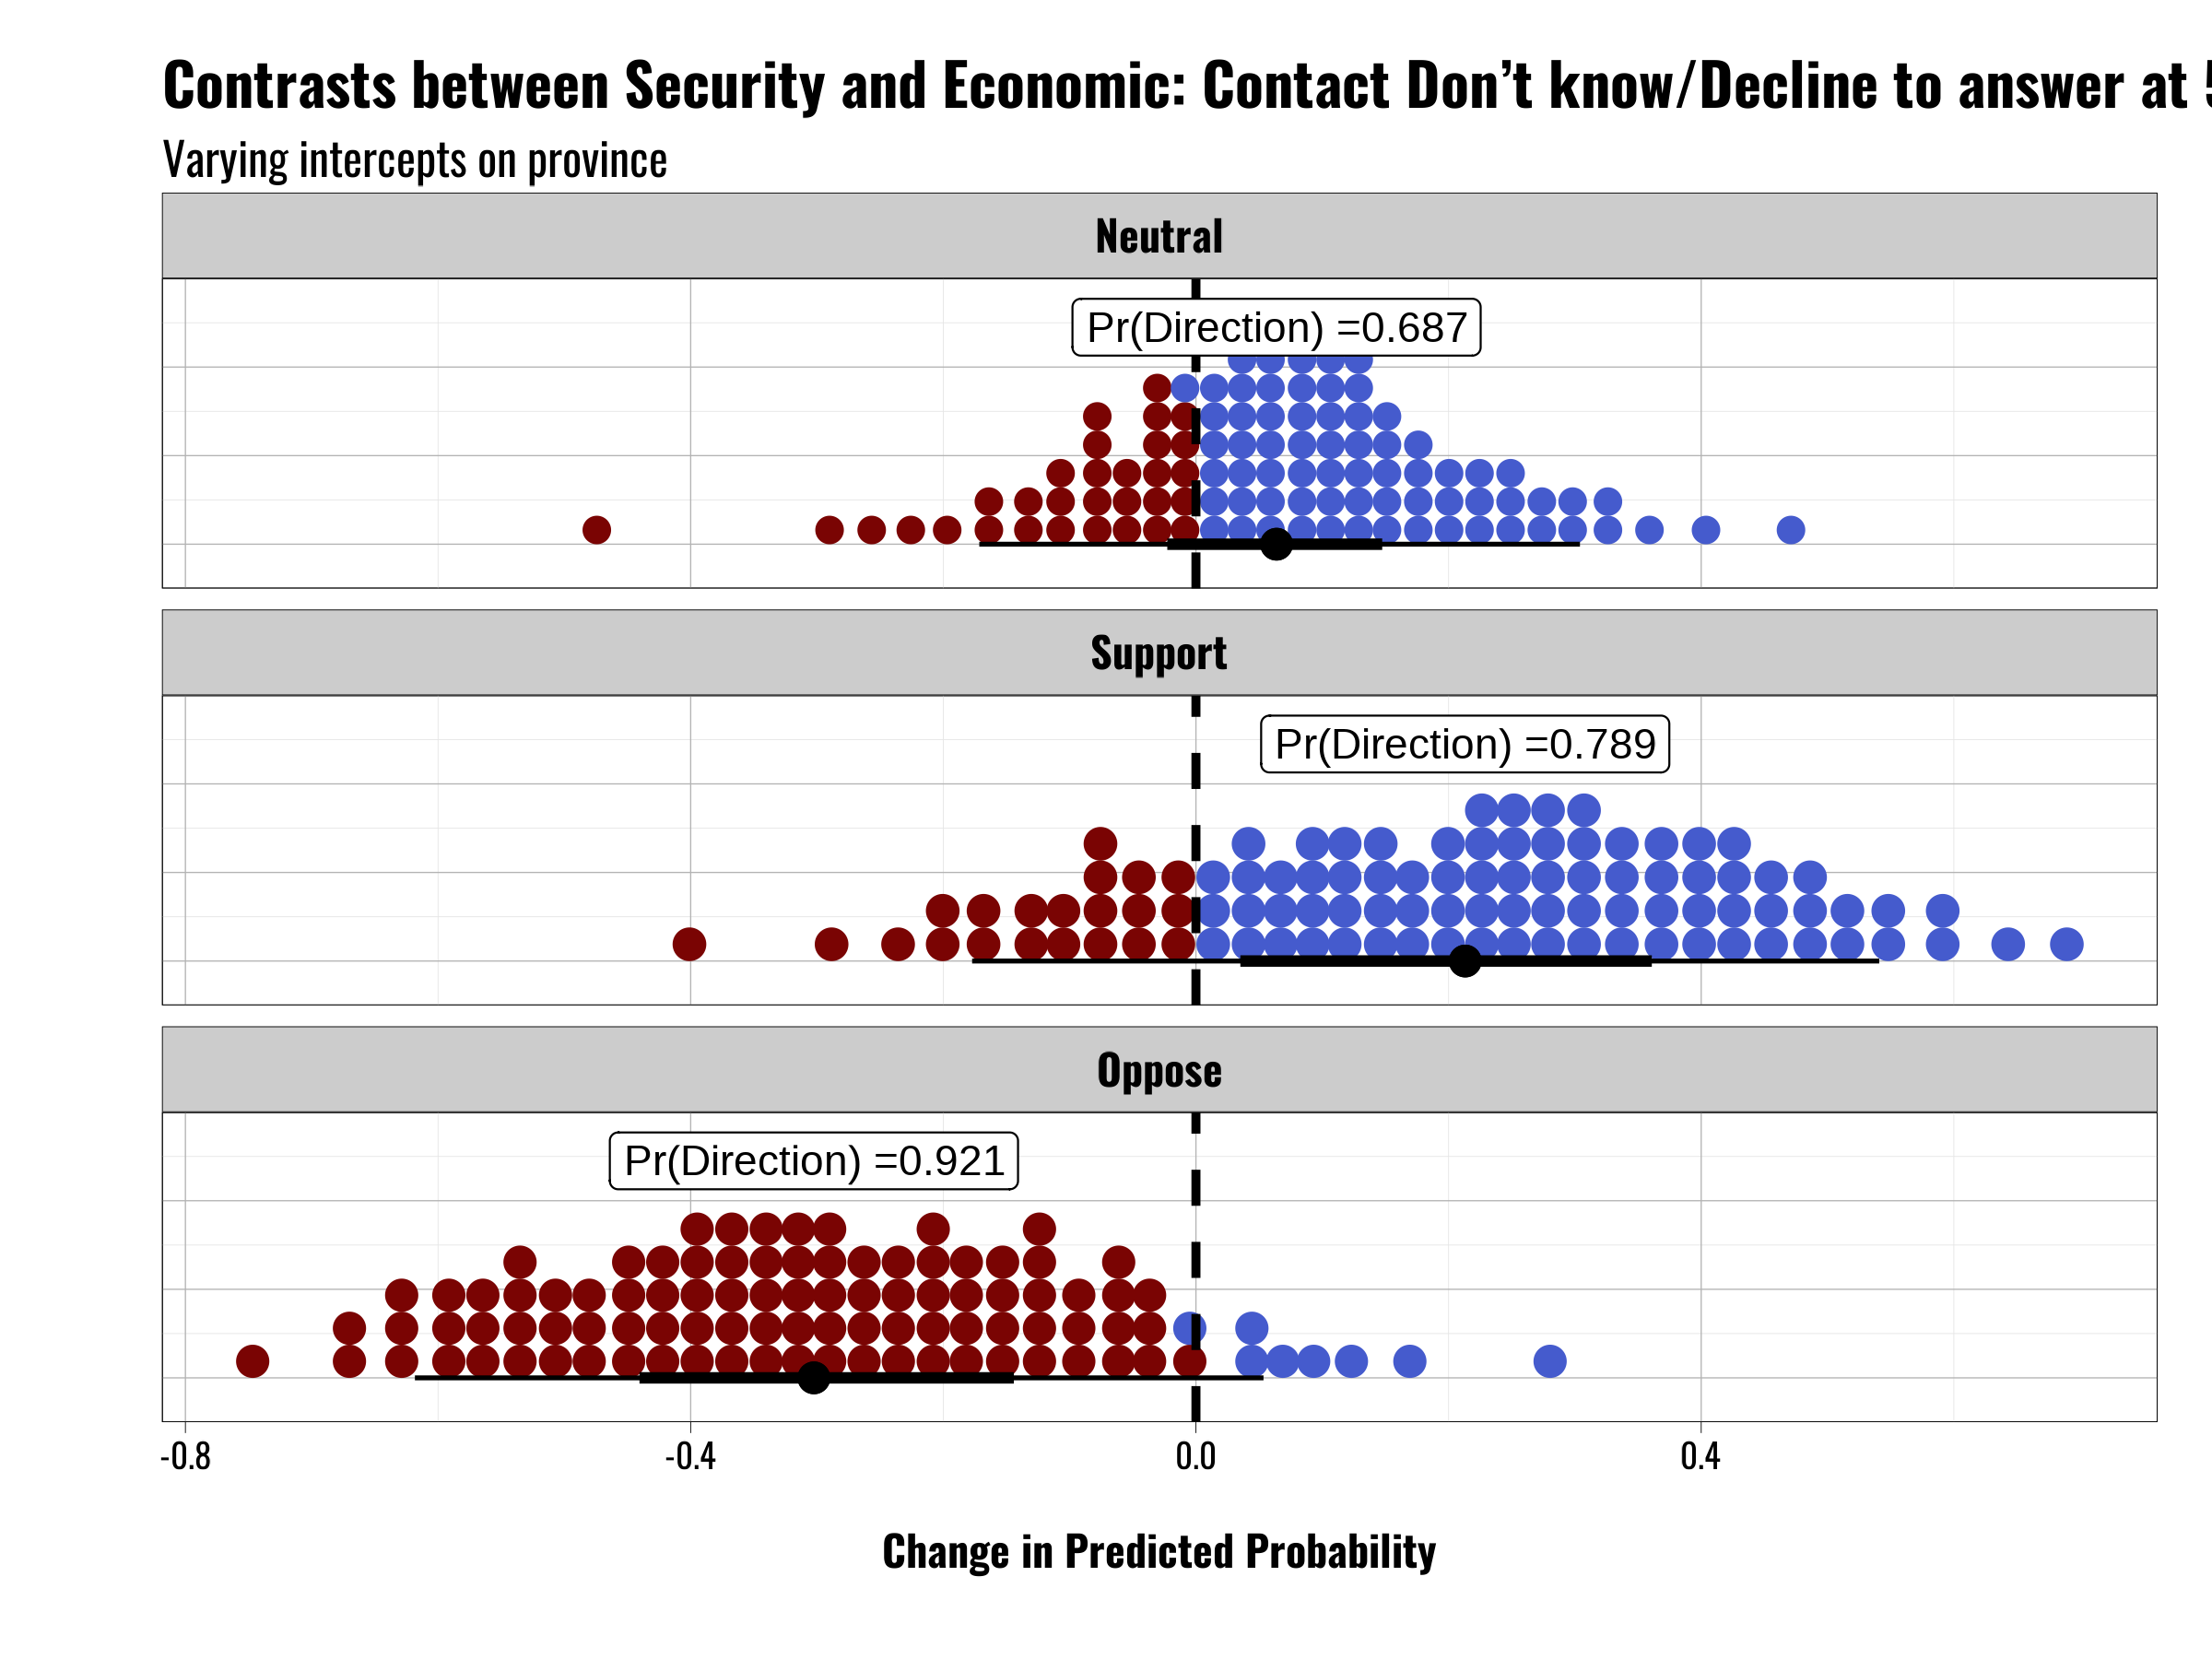 Contrasts between Security and Economic: Contact Don’t know/Decline to answer at
Varying intercepts on province
Neutral
Pr(Direction) =0.687
Support
Pr(Direction) =0.789
Oppose
Pr(Direction) =0.921
-0.8 -0.4 0.0 0.4
Change in Predicted Probability